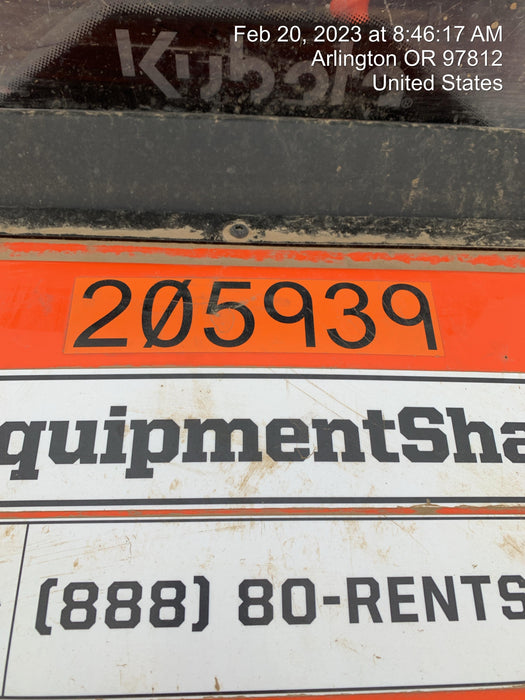 Feb 20, 2023 at 8:46:17 AM
Arlington OR 97812
United States
Kubota
2Ø5939
quipmentSha
(888) 80-RENTS